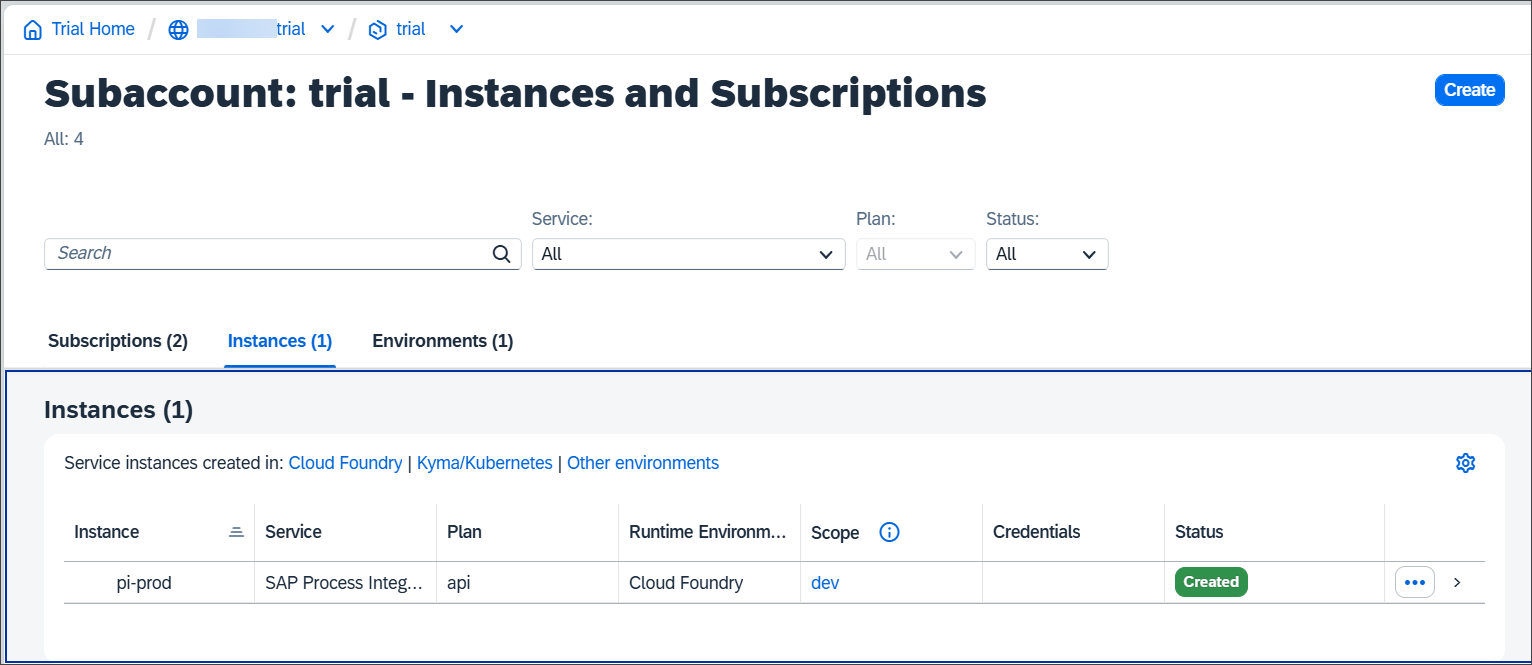 Trial Home / trial / trial
Subaccount: trial - Instances and Subscriptions
Create
All: 4
Service:
Plan:
Status:
Search
All
All
All
Subscriptions (2)
Instances (1)
Environments (1)
Instances (1)
Service instances created in: Cloud Foundry | Kyma/Kubernetes | Other environments
Instance
Service
Plan
Runtime Environm...
Scope
Credentials
Status
pi-prod
SAP Process Integ...
api
Cloud Foundry
dev
Created